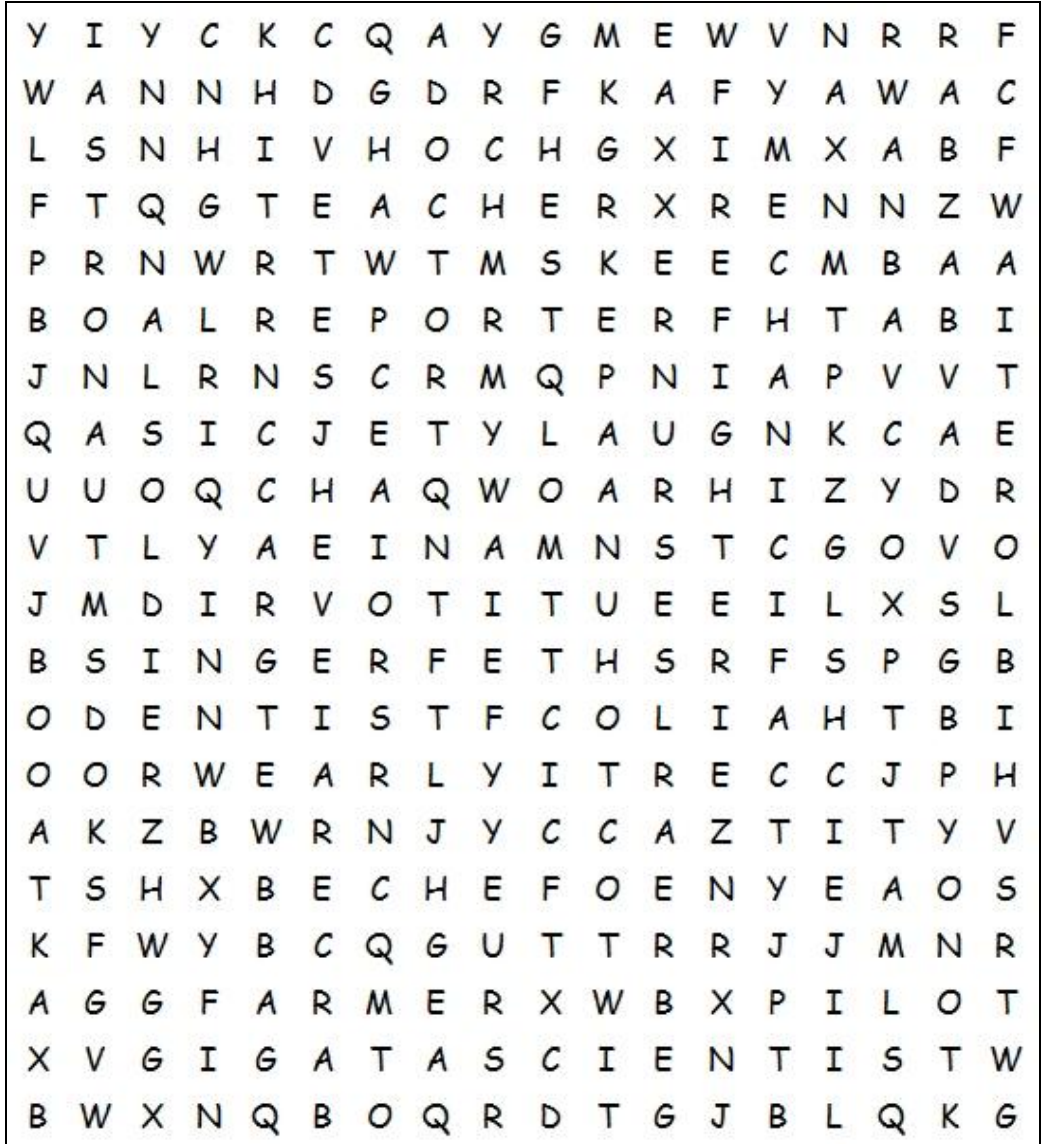 Y I Y C K C Q A Y G M E W V N R R F
W A N N H D G D R F K A F Y A W A C
L S N H I V H O C H G X I M X A B F
F T Q G T E A C H E R X R E N N Z W
P R N W R T W T M S K E E C M B A A
B O A L R E P O R T E R F H T A B I
J N L R N S C R M Q P N I A P V V T
Q A S I C J E T Y L A U G N K C A E
U U O Q C H A Q W O A R H I Z Y D R
V T L Y A E I N A M N S T C G O V O
J M D I R V O T I T U E E I L X S L
B S I N G E R F E T H S R F S P G B
O D E N T I S T F C O L I A H T B I
O O R W E A R L Y I T R E C C J P H
A K Z B W R N J Y C C A Z T I T Y V
T S H X B E C H E F O E N Y E A O S
K F W Y B C Q G U T T R R J J M N R
A G G F A R M E R X W B X P I L O T
X V G I G A T A S C I E N T I S T W
B W X N Q B O Q R D T G J B L Q K G